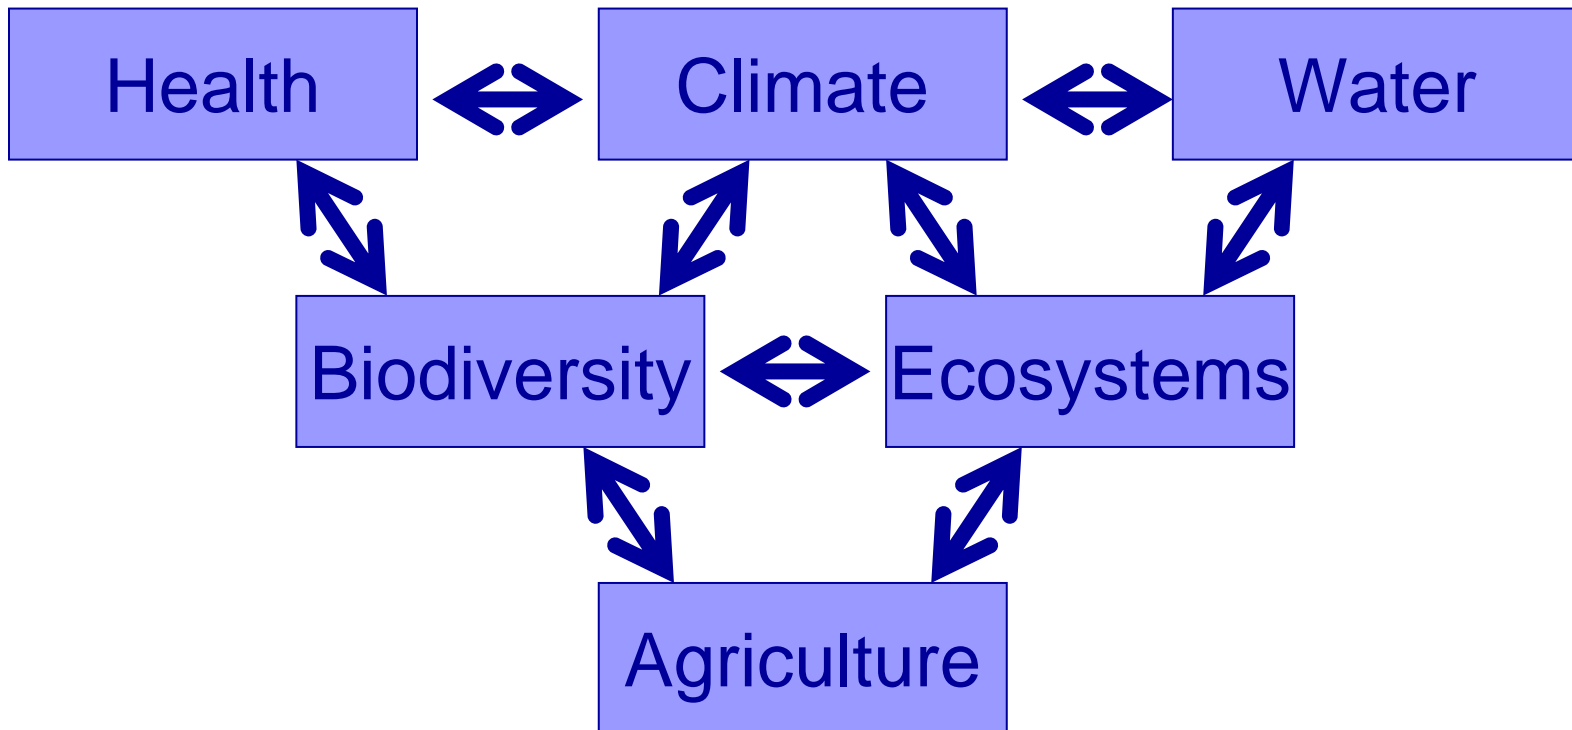 Health
Climate
Water
Biodiversity
Ecosystems
Agriculture